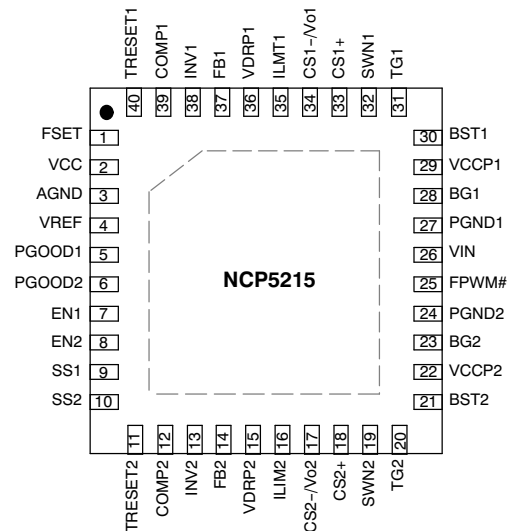 TRESET1
COMP1
INV1
FB1
VDRP1
ILMT1
CS1-/Vo1
CS1+
SWN1
TG1
40
39
38
37
36
35
34
33
32
31
FSET 1
VCC 2
AGND 3
VREF 4
PGOOD1 5
PGOOD2 6
EN1 7
EN2 8
SS1 9
SS2 10
NCP5215
30 BST1
29 VCCP1
28 BG1
27 PGND1
26 VIN
25 FPWM#
24 PGND2
23 BG2
22 VCCP2
21 BST2
11
12
13
14
15
16
17
18
19
20
TRESET2
COMP2
INV2
FB2
VDRP2
ILIM2
CS2-/Vo2
CS2+
SWN2
TG2